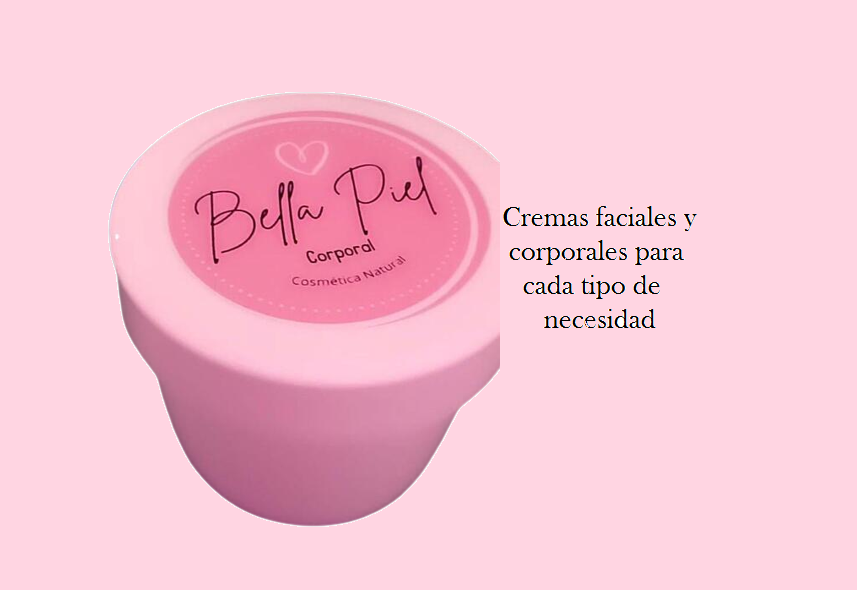 Bella Piel
Corporal
Cosmética Natural
Cremas faciales y
corporales para
cada tipo de
necesidad